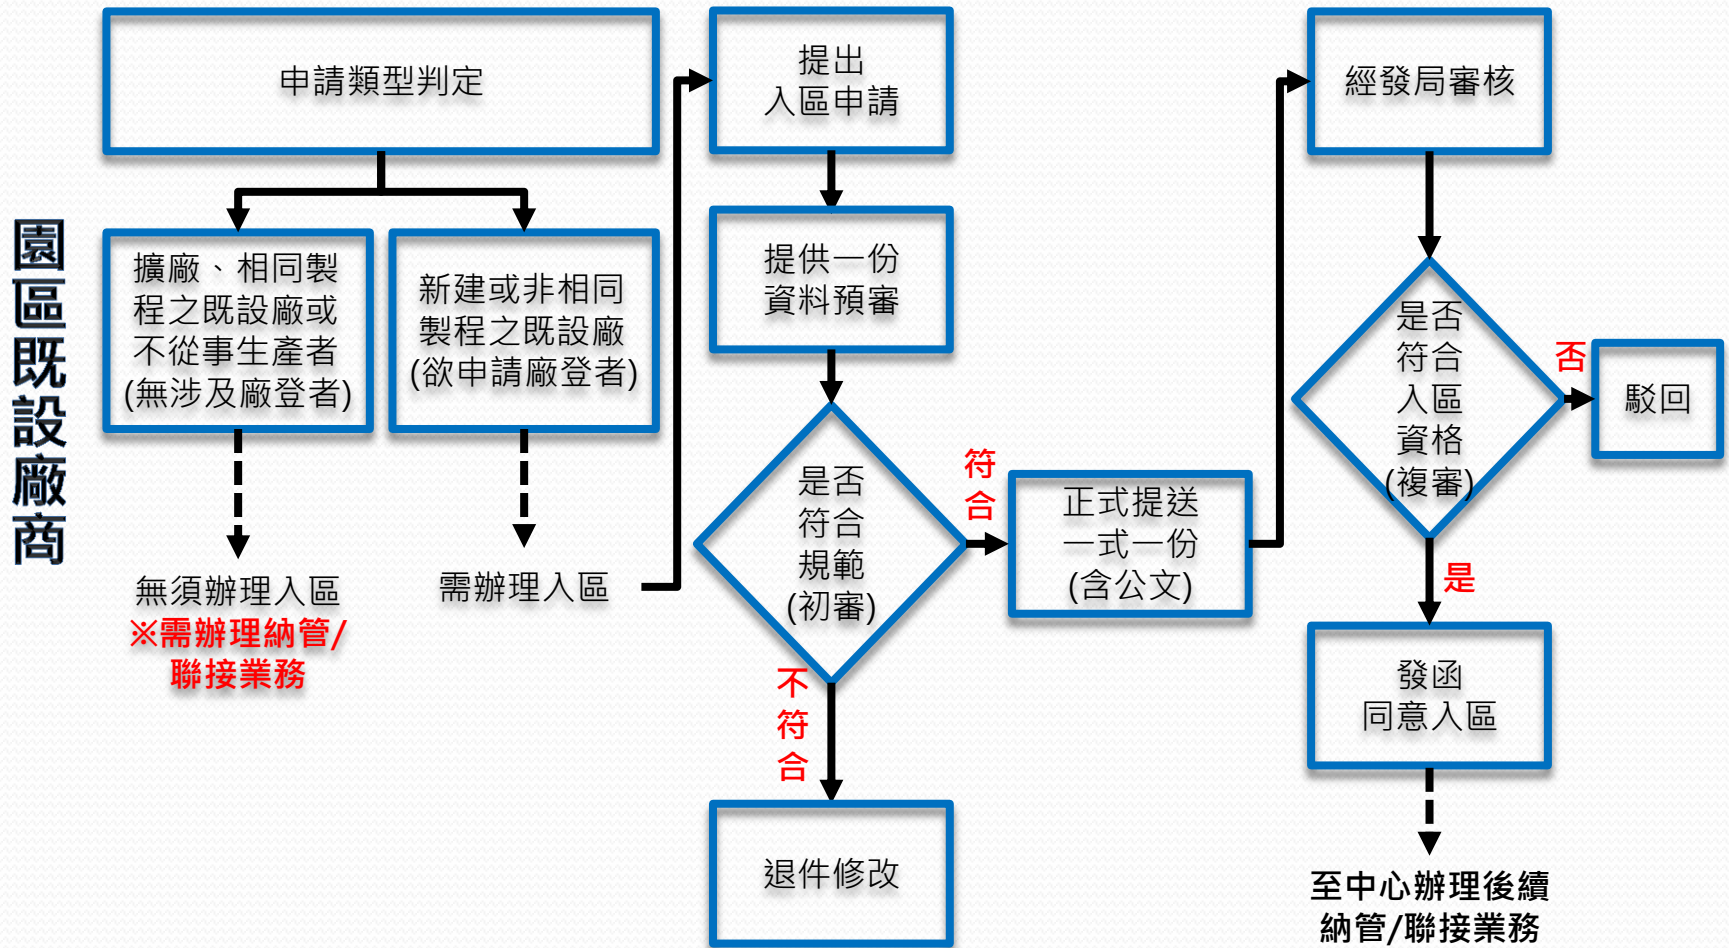 園區既設廠商
申請類型判定
擴廠、相同製
程之既設廠或
不從事生產者
(無涉及廠登者)
新建或非相同
製程之既設廠
(欲申請廠登者)
無須辦理入區
※需辦理納管/
聯接業務
需辦理入區
提出
入區申請
提供一份
資料預審
是否
符合
規範
(初審)
符
合
不
符
合
退件修改
正式提送
一式一份
(含公文)
經發局審核
是否
符合
入區
資格
(複審)
否
駁回
是
發函
同意入區
至中心辦理後續
納管/聯接業務